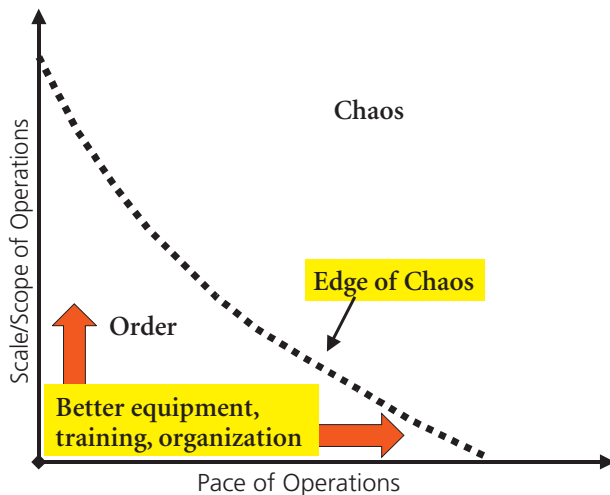 Chaos
Scale/Scope of Operations
Edge of Chaos
Order
Better equipment,
training, organization
Pace of Operations